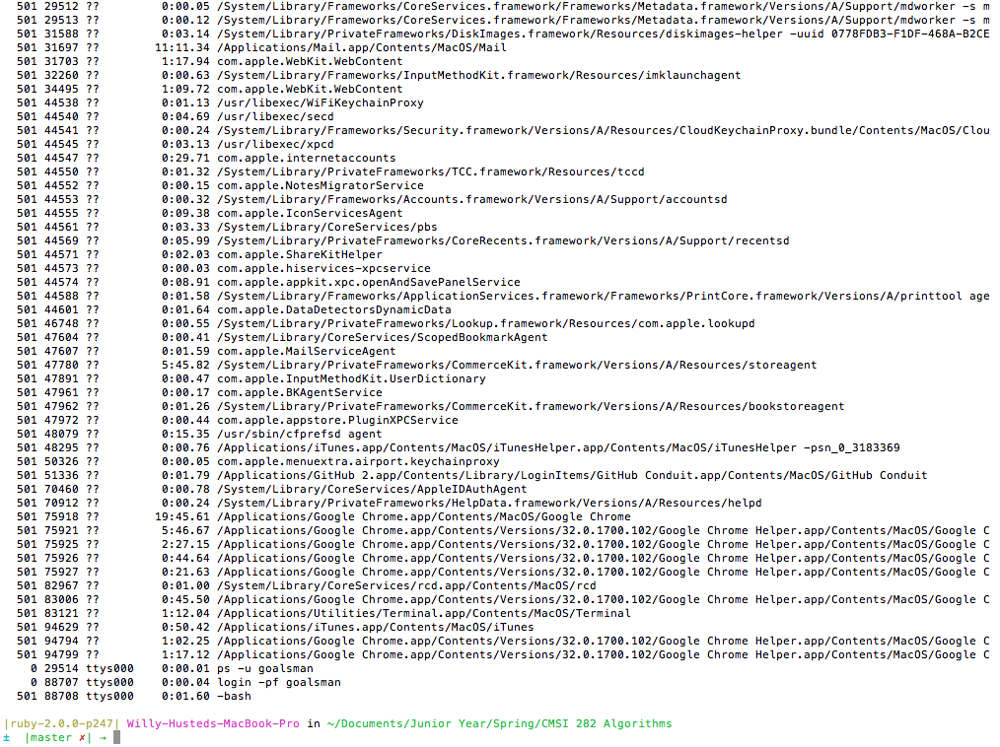 501 29512 ??         0:00.05 /System/Library/Frameworks/CoreServices.framework/Frameworks/Metadata.framework/Versions/A/Support/mdworker -s m
501 29513 ??         0:00.12 /System/Library/Frameworks/CoreServices.framework/Frameworks/Metadata.framework/Versions/A/Support/mdworker -s m
501 31588 ??         0:03.14 /System/Library/PrivateFrameworks/DiskImages.framework/Resources/diskimages-helper -uuid 0778FDB3-F1DF-468A-B2CE
501 31697 ??        11:11.34 /Applications/Mail.app/Contents/MacOS/Mail
501 31703 ??         1:17.94 com.apple.WebKit.WebContent
501 32260 ??         0:00.63 /System/Library/Frameworks/InputMethodKit.framework/Resources/imklaunchagent
501 34495 ??         1:09.72 com.apple.WebKit.WebContent
501 44538 ??         0:01.13 /usr/libexec/WiFiKeychainProxy
501 44540 ??         0:04.69 /usr/libexec/secd
501 44541 ??         0:00.24 /System/Library/Frameworks/Security.framework/Versions/A/Resources/CloudKeychainProxy.bundle/Contents/MacOS/Clou
501 44545 ??         0:03.13 /usr/libexec/xpcd
501 44547 ??         0:29.71 com.apple.internetaccounts
501 44550 ??         0:01.32 /System/Library/PrivateFrameworks/TCC.framework/Resources/tccd
501 44552 ??         0:00.15 com.apple.NotesMigratorService
501 44553 ??         0:00.32 /System/Library/Frameworks/Accounts.framework/Versions/A/Support/accountsd
501 44555 ??         0:09.38 com.apple.IconServicesAgent
501 44561 ??         0:03.33 /System/Library/CoreServices/pbs
501 44569 ??         0:05.99 /System/Library/PrivateFrameworks/CoreRecents.framework/Versions/A/Support/recentsd
501 44571 ??         0:02.03 com.apple.ShareKitHelper
501 44573 ??         0:00.03 com.apple.hiservices-xpcservice
501 44574 ??         0:08.91 com.apple.appkit.xpc.openAndSavePanelService
501 44588 ??         0:01.58 /System/Library/Frameworks/ApplicationServices.framework/Frameworks/PrintCore.framework/Versions/A/printtool age
501 44601 ??         0:01.64 com.apple.DataDetectorsDynamicData
501 46748 ??         0:00.55 /System/Library/PrivateFrameworks/Lookup.framework/Resources/com.apple.lookupd
501 47604 ??         0:00.41 /System/Library/CoreServices/ScopedBookmarkAgent
501 47607 ??         0:01.59 com.apple.MailServiceAgent
501 47780 ??         5:45.82 /System/Library/PrivateFrameworks/CommerceKit.framework/Versions/A/Resources/storeagent
501 47891 ??         0:00.47 com.apple.InputMethodKit.UserDictionary
501 47961 ??         0:00.17 com.apple.BKAgentService
501 47962 ??         0:01.26 /System/Library/PrivateFrameworks/CommerceKit.framework/Versions/A/Resources/bookstoreagent
501 47972 ??         0:00.44 com.apple.appstore.PluginXPCService
501 48079 ??         0:15.35 /usr/sbin/cfprefsd agent
501 48295 ??         0:00.76 /Applications/iTunes.app/Contents/MacOS/iTunesHelper.app/Contents/MacOS/iTunesHelper -psn_0_3183369
501 50326 ??         0:00.05 com.apple.menuextra.airport.keychainproxy
501 51336 ??         0:01.79 /Applications/GitHub 2.app/Contents/Library/LoginItems/GitHub Conduit.app/Contents/MacOS/GitHub Conduit
501 70460 ??         0:00.78 /System/Library/CoreServices/AppleIDAuthAgent
501 70912 ??         0:00.24 /System/Library/PrivateFrameworks/HelpData.framework/Versions/A/Resources/helpd
501 75918 ??        19:45.61 /Applications/Google Chrome.app/Contents/MacOS/Google Chrome
501 75921 ??         5:46.67 /Applications/Google Chrome.app/Contents/Versions/32.0.1700.102/Google Chrome Helper.app/Contents/MacOS/Google C
501 75925 ??         2:27.15 /Applications/Google Chrome.app/Contents/Versions/32.0.1700.102/Google Chrome Helper.app/Contents/MacOS/Google C
501 75926 ??         0:44.64 /Applications/Google Chrome.app/Contents/Versions/32.0.1700.102/Google Chrome Helper.app/Contents/MacOS/Google C
501 75927 ??         0:21.63 /Applications/Google Chrome.app/Contents/Versions/32.0.1700.102/Google Chrome Helper.app/Contents/MacOS/Google C
501 82967 ??         0:01.00 /System/Library/CoreServices/rcd.app/Contents/MacOS/rcd
501 83006 ??         0:45.50 /Applications/Google Chrome.app/Contents/Versions/32.0.1700.102/Google Chrome Helper.app/Contents/MacOS/Google C
501 83121 ??         1:12.04 /Applications/Utilities/Terminal.app/Contents/MacOS/Terminal
501 94629 ??         0:50.42 /Applications/iTunes.app/Contents/MacOS/iTunes
501 94794 ??         1:02.25 /Applications/Google Chrome.app/Contents/Versions/32.0.1700.102/Google Chrome Helper.app/Contents/MacOS/Google C
501 94799 ??         1:17.12 /Applications/Google Chrome.app/Contents/Versions/32.0.1700.102/Google Chrome Helper.app/Contents/MacOS/Google C
0 29514 ttys000    0:00.01 ps -u goalsman
0 88707 ttys000    0:00.04 login -pf goalsman
501 88708 ttys000    0:01.60 -bash
|ruby-2.0.0-p247| Willy-Husteds-MacBook-Pro in ~/Documents/Junior Year/Spring/CMSI 282 Algorithms
±  |master ✗| →